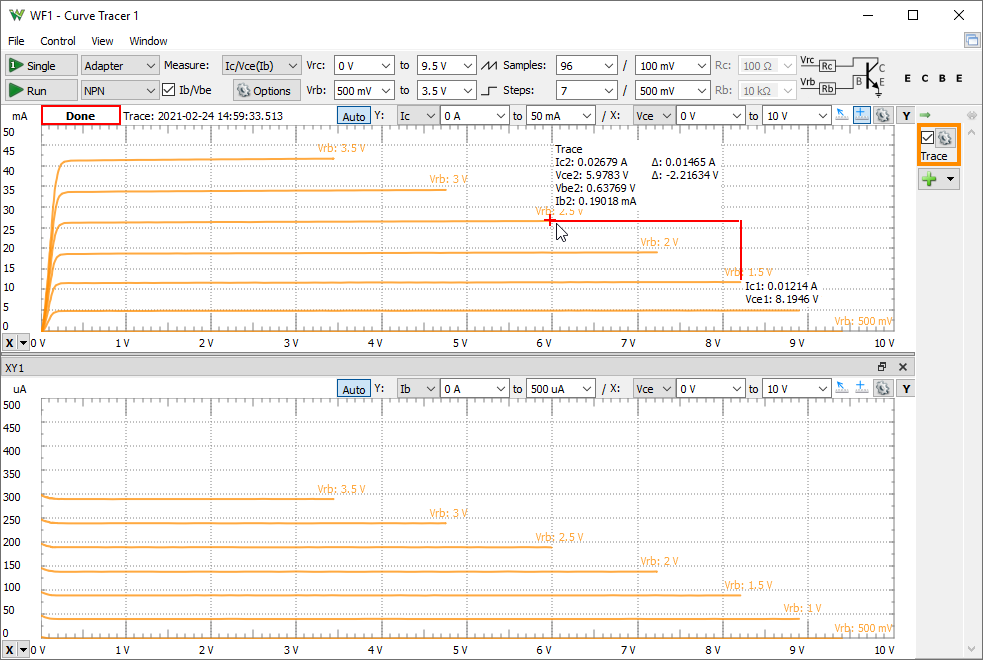 WF1 - Curve Tracer 1
File Control View Window
Single Adapter Measure: Ic/Vce(Ib) Vrc: 0 V to 9.5 V Samples: 96 / 100 mV Rc: 100 Ω Vrc Rc C
Run NPN Ib/Vbe Options Vrb: 500 mV to 3.5 V Steps: 7 / 500 mV Rb: 10 kΩ Vrb Rb B E E C B E
mA Done Trace: 2021-02-24 14:59:33.513 Auto Y: Ic 0 A to 50 mA / X: Vce 0 V to 10 V Y
50
45 Vrb: 3.5 V Trace
Ic2: 0.02679 A Δ: 0.01465 A
40 Vce2: 5.9783 V Δ: -2.21634 V
35 Vrb: 3 V Vbe2: 0.63769 V
Ib2: 0.19018 mA
30 Vrb: 2.5 V
25
20 Vrb: 2 V
15 Vrb: 1.5 V
10 Ic1: 0.01214 A
Vce1: 8.1946 V
5 Vrb: 500 mV
0
X 0 V 1 V 2 V 3 V 4 V 5 V 6 V 7 V 8 V 9 V 10 V
Trace
XY1
uA Auto Y: Ib 0 A to 500 uA / X: Vce 0 V to 10 V Y
500
450
400
350
300 Vrb: 3.5 V
250 Vrb: 3 V
200 Vrb: 2.5 V
150 Vrb: 2 V
100 Vrb: 1.5 V
50 Vrb: 1 V
0 Vrb: 500 mV
X 0 V 1 V 2 V 3 V 4 V 5 V 6 V 7 V 8 V 9 V 10 V